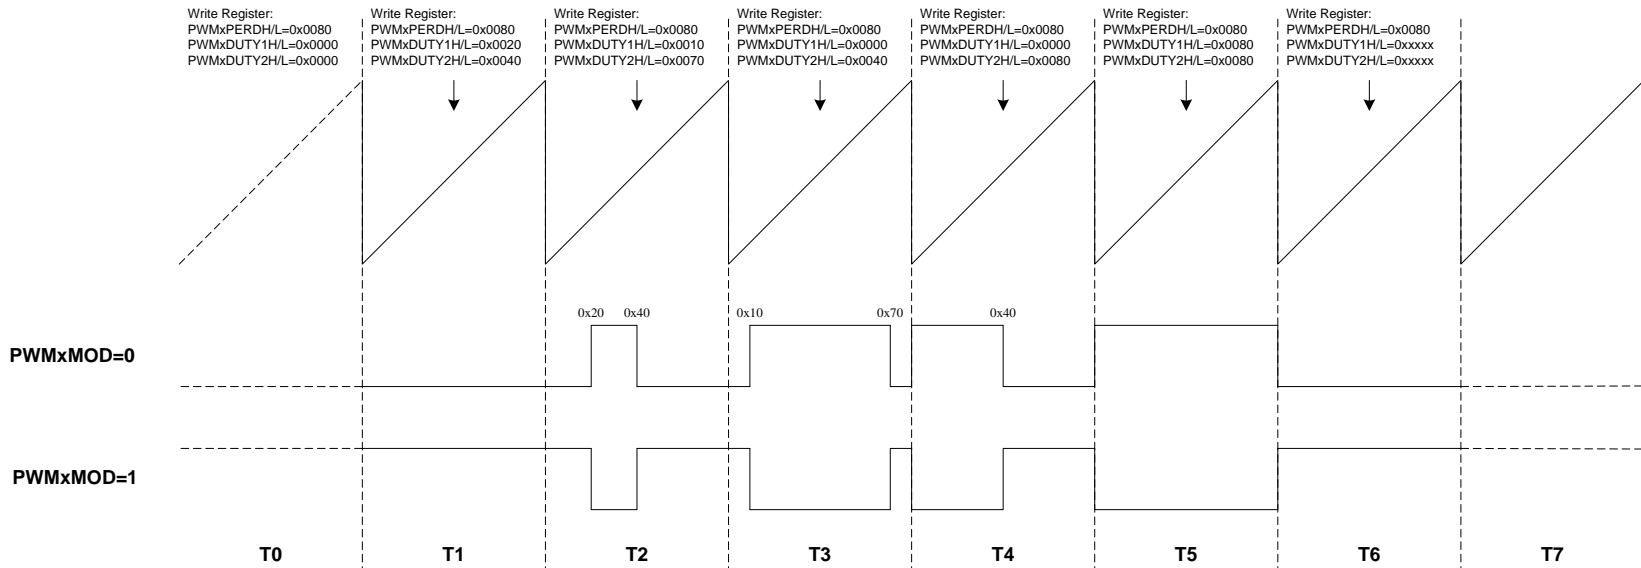 Write Register:
PWMxPERDH/L=0x0080
PWMxDUTY1H/L=0x0000
PWMxDUTY2H/L=0x0000
Write Register:
PWMxPERDH/L=0x0080
PWMxDUTY1H/L=0x0020
PWMxDUTY2H/L=0x0040
Write Register:
PWMxPERDH/L=0x0080
PWMxDUTY1H/L=0x0010
PWMxDUTY2H/L=0x0070
Write Register:
PWMxPERDH/L=0x0080
PWMxDUTY1H/L=0x0000
PWMxDUTY2H/L=0x0040
Write Register:
PWMxPERDH/L=0x0080
PWMxDUTY1H/L=0x0000
PWMxDUTY2H/L=0x0080
Write Register:
PWMxPERDH/L=0x0080
PWMxDUTY1H/L=0x0080
PWMxDUTY2H/L=0x0080
Write Register:
PWMxPERDH/L=0x0080
PWMxDUTY1H/L=0xxxxx
PWMxDUTY2H/L=0xxxxx
0x20 0x40 0x10 0x70 0x40
PWMxMOD=0
PWMxMOD=1
T0 T1 T2 T3 T4 T5 T6 T7